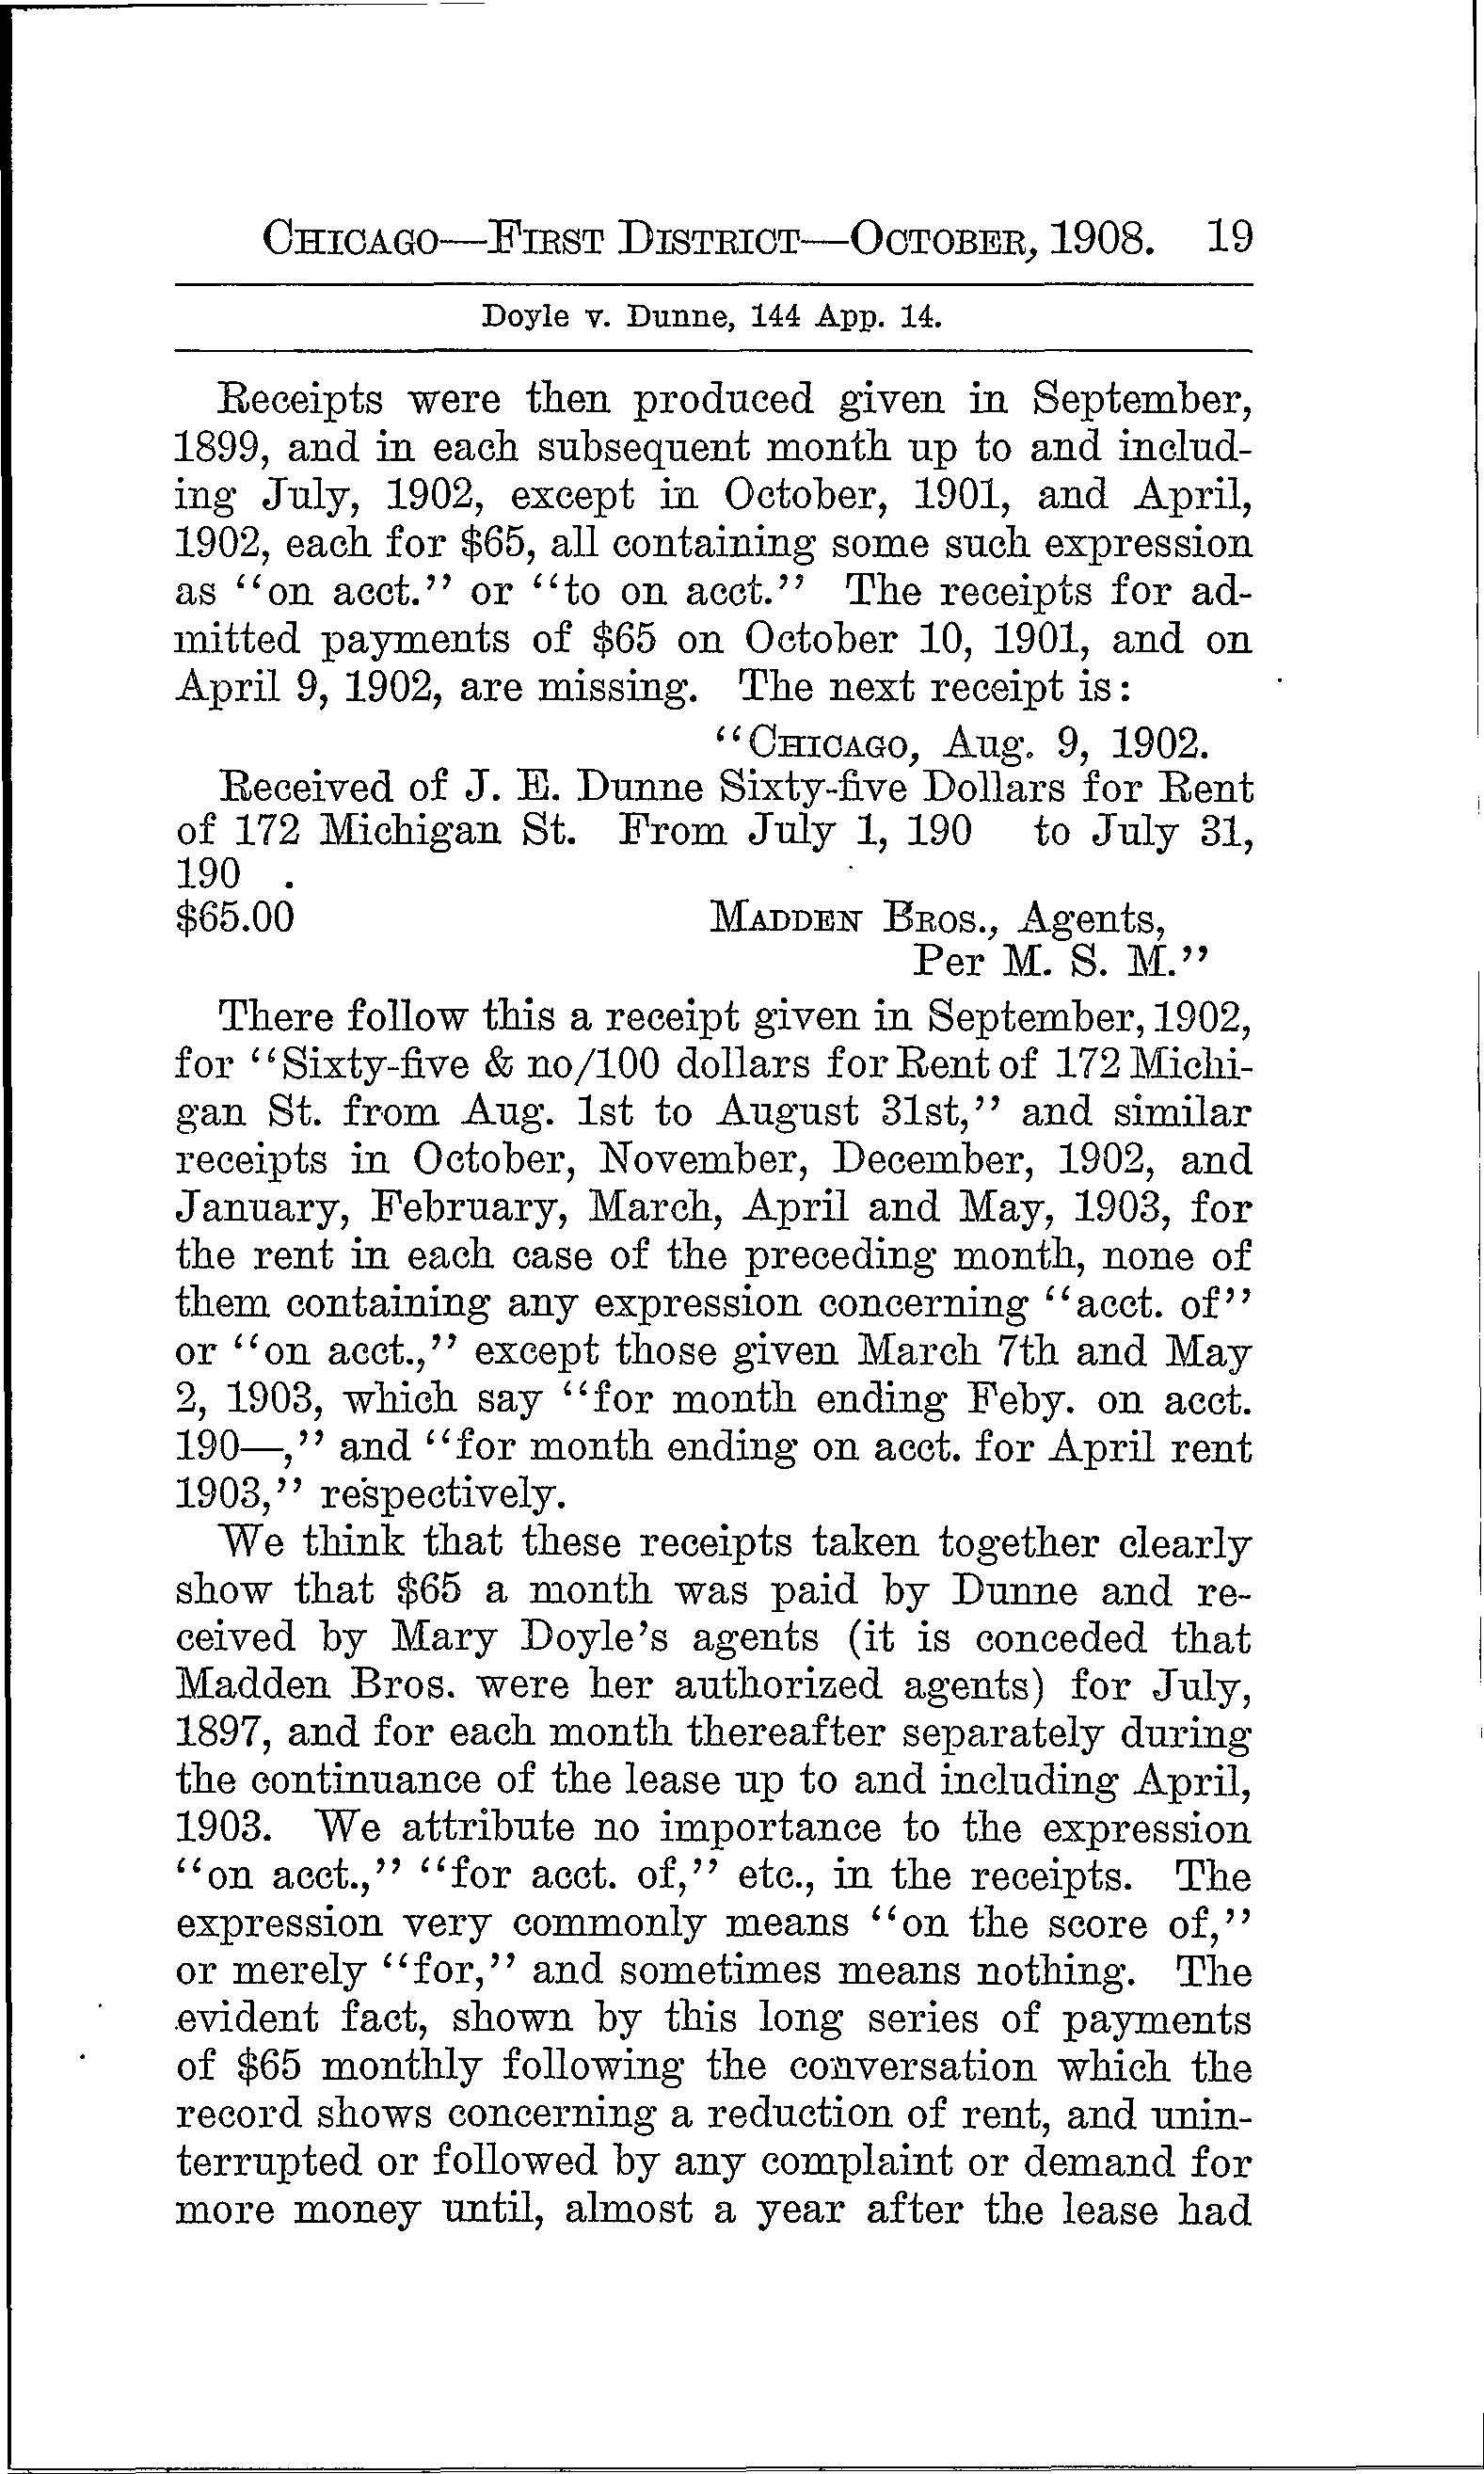 CHICAGO—FIRST DISTRICT—OCTOBER, 1908. 19
Doyle v. Dunne, 144 App. 14.
Receipts were then produced given in September,
1899, and in each subsequent month up to and includ-
ing July, 1902, except in October, 1901, and April,
1902, each for $65, all containing some such expression
as "on acct." or "to on acct." The receipts for ad-
mitted payments of $65 on October 10, 1901, and on
April 9, 1902, are missing. The next receipt is:
"CHICAGO, Aug. 9, 1902.
Received of J. E. Dunne Sixty-five Dollars for Rent
of 172 Michigan St. From July 1, 190 to July 31,
190 .
$65.00 MADDEN BROS., Agents,
Per M. S. M."
There follow this a receipt given in September, 1902,
for "Sixty-five & no/100 dollars for Rent of 172 Michi-
gan St. from Aug. 1st to August 31st," and similar
receipts in October, November, December, 1902, and
January, February, March, April and May, 1903, for
the rent in each case of the preceding month, none of
them containing any expression concerning "acct. of"
or "on acct.," except those given March 7th and May
2, 1903, which say "for month ending Feby. on acct.
190—," and "for month ending on acct. for April rent
1903," respectively.
We think that these receipts taken together clearly
show that $65 a month was paid by Dunne and re-
ceived by Mary Doyle's agents (it is conceded that
Madden Bros. were her authorized agents) for July,
1897, and for each month thereafter separately during
the continuance of the lease up to and including April,
1903. We attribute no importance to the expression
"on acct.," "for acct. of," etc., in the receipts. The
expression very commonly means "on the score of,"
or merely "for," and sometimes means nothing. The
evident fact, shown by this long series of payments
of $65 monthly following the conversation which the
record shows concerning a reduction of rent, and unin-
terrupted or followed by any complaint or demand for
more money until, almost a year after the lease had